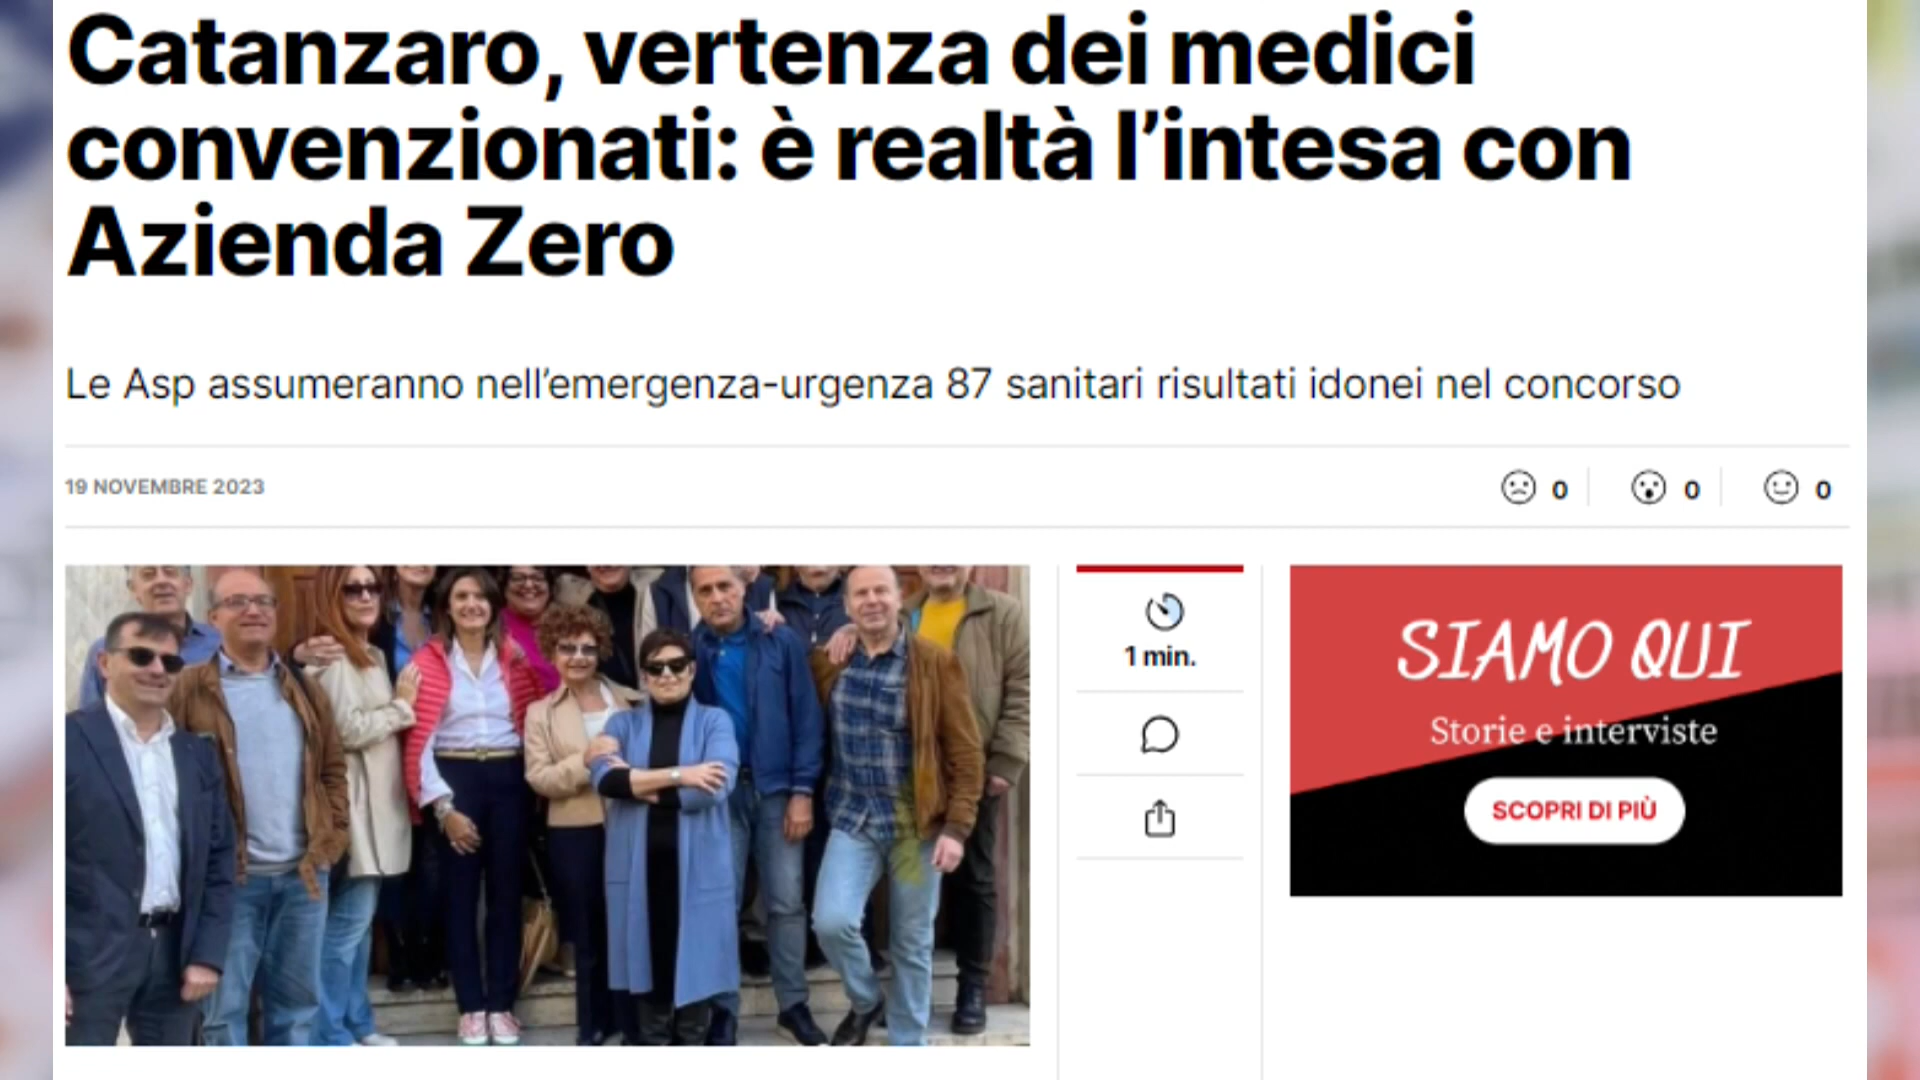 Catanzaro, vertenza dei medici
convenzionati: è realtà l’intesa con
Azienda Zero
Le Asp assumeranno nell’emergenza-urgenza 87 sanitari risultati idonei nel concorso
19 NOVEMBRE 2023
0
0
0
1 min.
SIAMO QUI
Storie e interviste
SCOPRI DI PIÙ